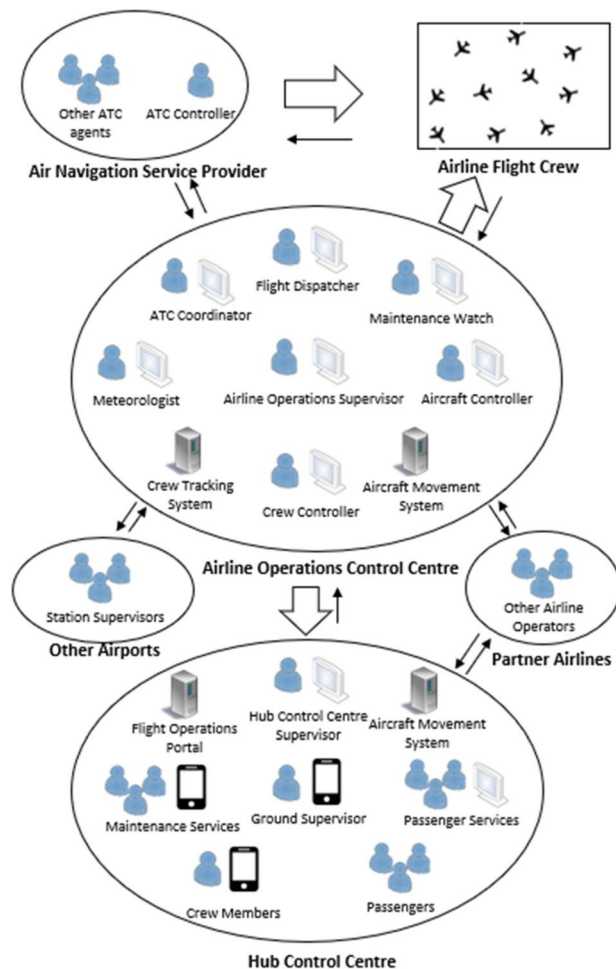 Other ATC
agents
ATC Controller
Air Navigation Service Provider
Airline Flight Crew
ATC Coordinator
Flight Dispatcher
Maintenance Watch
Meteorologist
Airline Operations Supervisor
Aircraft Controller
Crew Tracking
System
Crew Controller
Aircraft Movement
System
Airline Operations Control Centre
Station Supervisors
Other Airports
Other Airline
Operators
Partner Airlines
Flight Operations
Portal
Hub Control Centre
Supervisor
Aircraft Movement
System
Maintenance Services
Ground Supervisor
Passenger Services
Crew Members
Passengers
Hub Control Centre